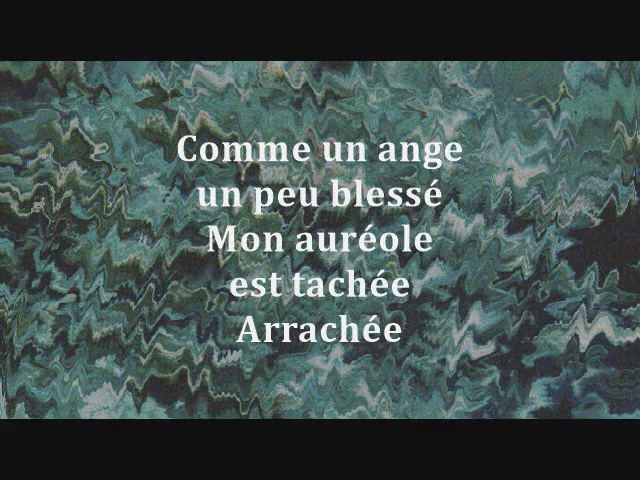 Comme un ange
un peu blessé
Mon auréole
est tachée
Arrachée